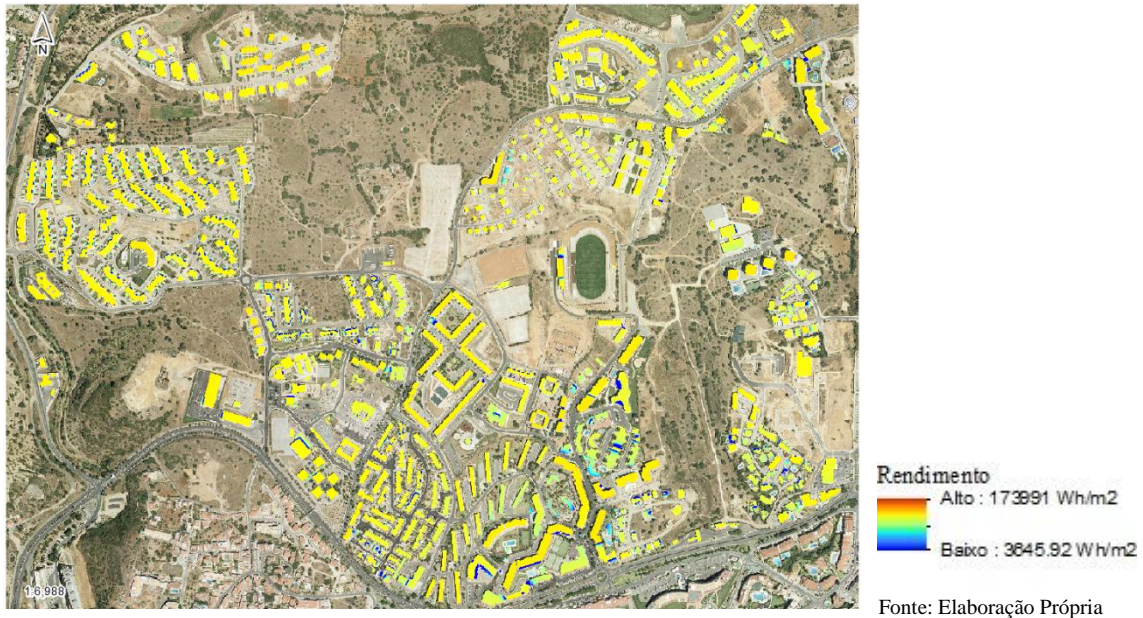 N
1:6,988
Rendimento
Alto : 173991 Wh/m2
Baixo : 3645.92 Wh/m2
Fonte: Elaboração Própria